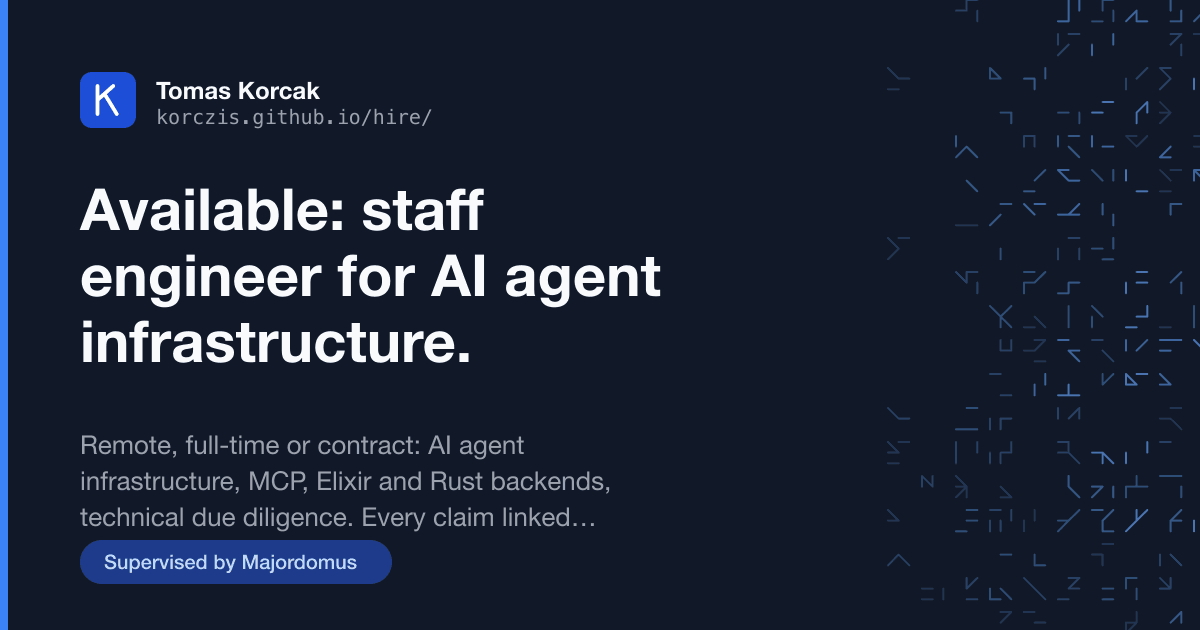 K
Tomas Korcak
korczis.github.io/hire/
Available: staff
engineer for AI agent
infrastructure.
Remote, full-time or contract: AI agent
infrastructure, MCP, Elixir and Rust backends,
technical due diligence. Every claim linked…
Supervised by Majordomus